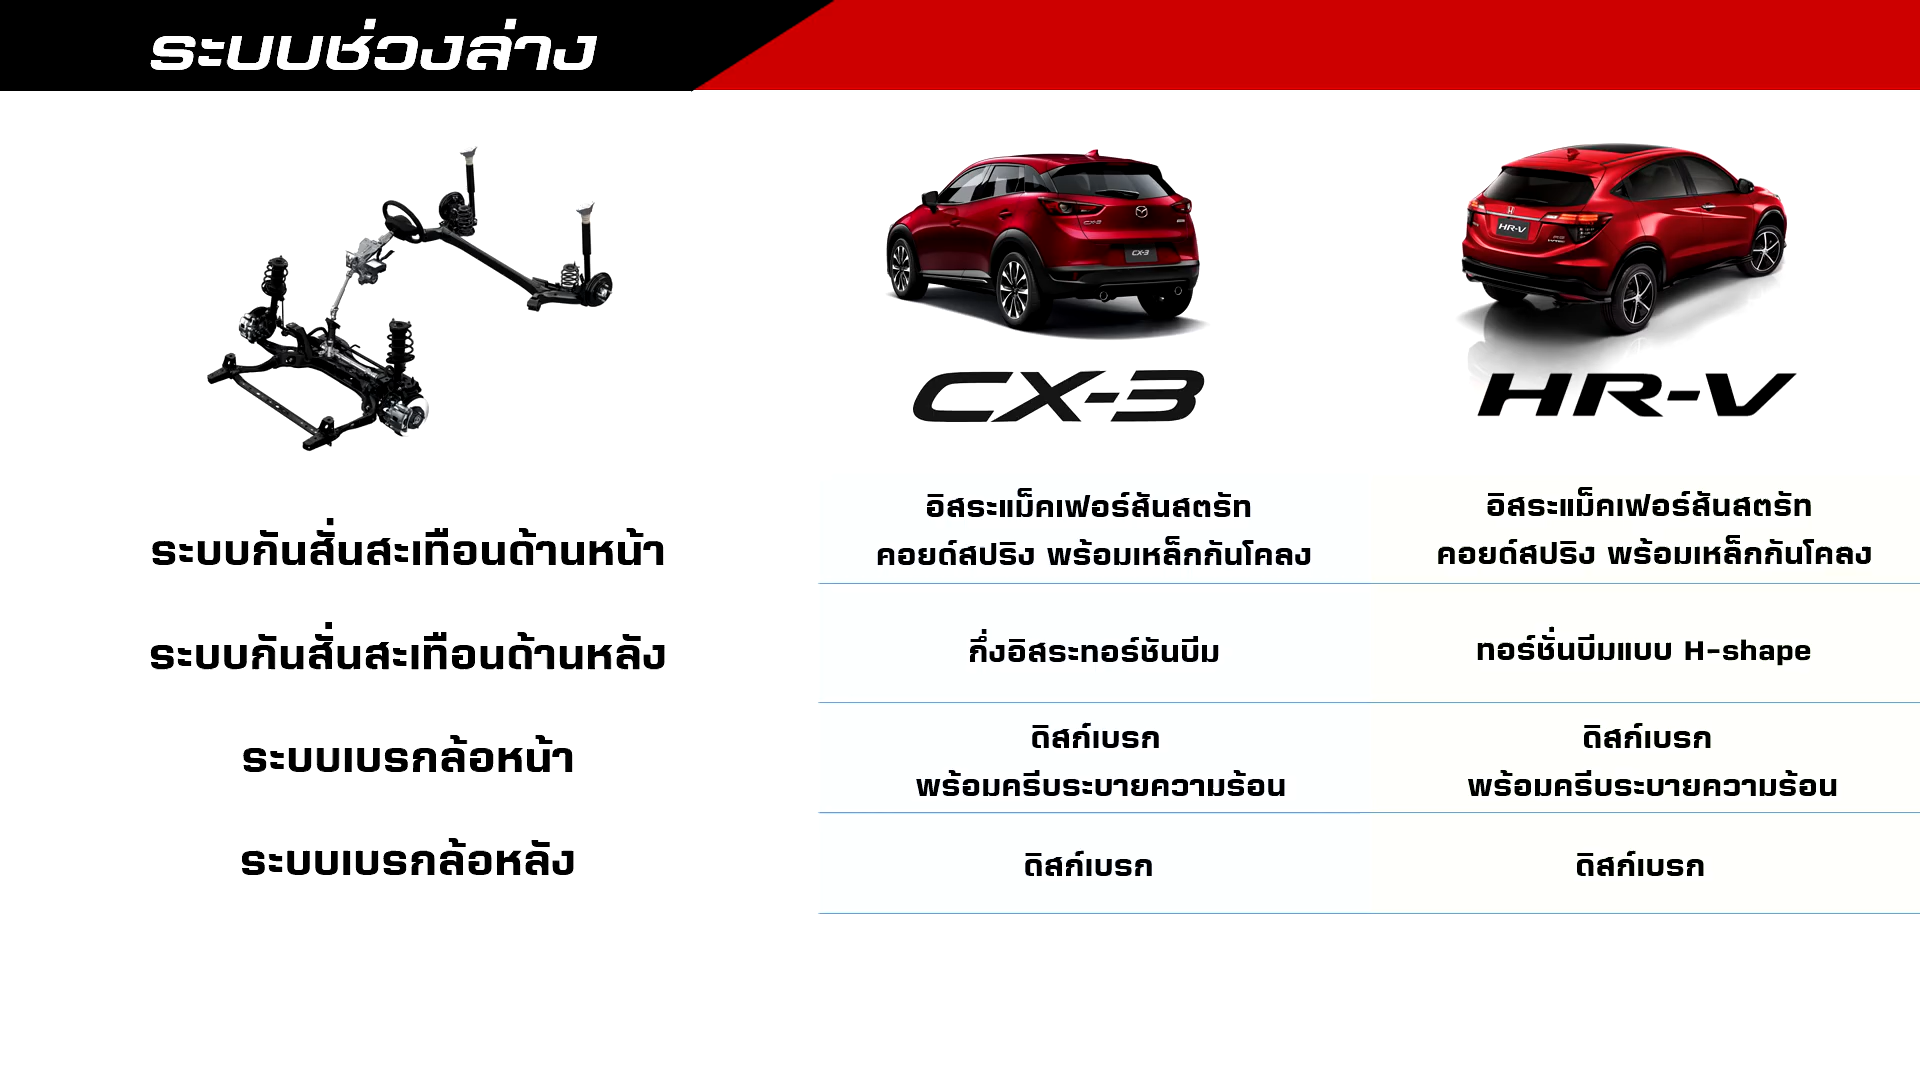 ระบบช่วงล่าง
CX-3
HR-V
CX-3
HR-V
อิสระแม็คเฟอร์สันสตรัท
คอยด์สปริง พร้อมเหล็กกันโคลง
อิสระแม็คเฟอร์สันสตรัท
คอยด์สปริง พร้อมเหล็กกันโคลง
ระบบกันสั่นสะเทือนด้านหน้า
ระบบกันสั่นสะเทือนด้านหลัง
กึ่งอิสระทอร์ชันบีม
ทอร์ชั่นบีมแบบ H-shape
ระบบเบรกล้อหน้า
ดิสก์เบรก
พร้อมครีบระบายความร้อน
ดิสก์เบรก
พร้อมครีบระบายความร้อน
ระบบเบรกล้อหลัง
ดิสก์เบรก
ดิสก์เบรก